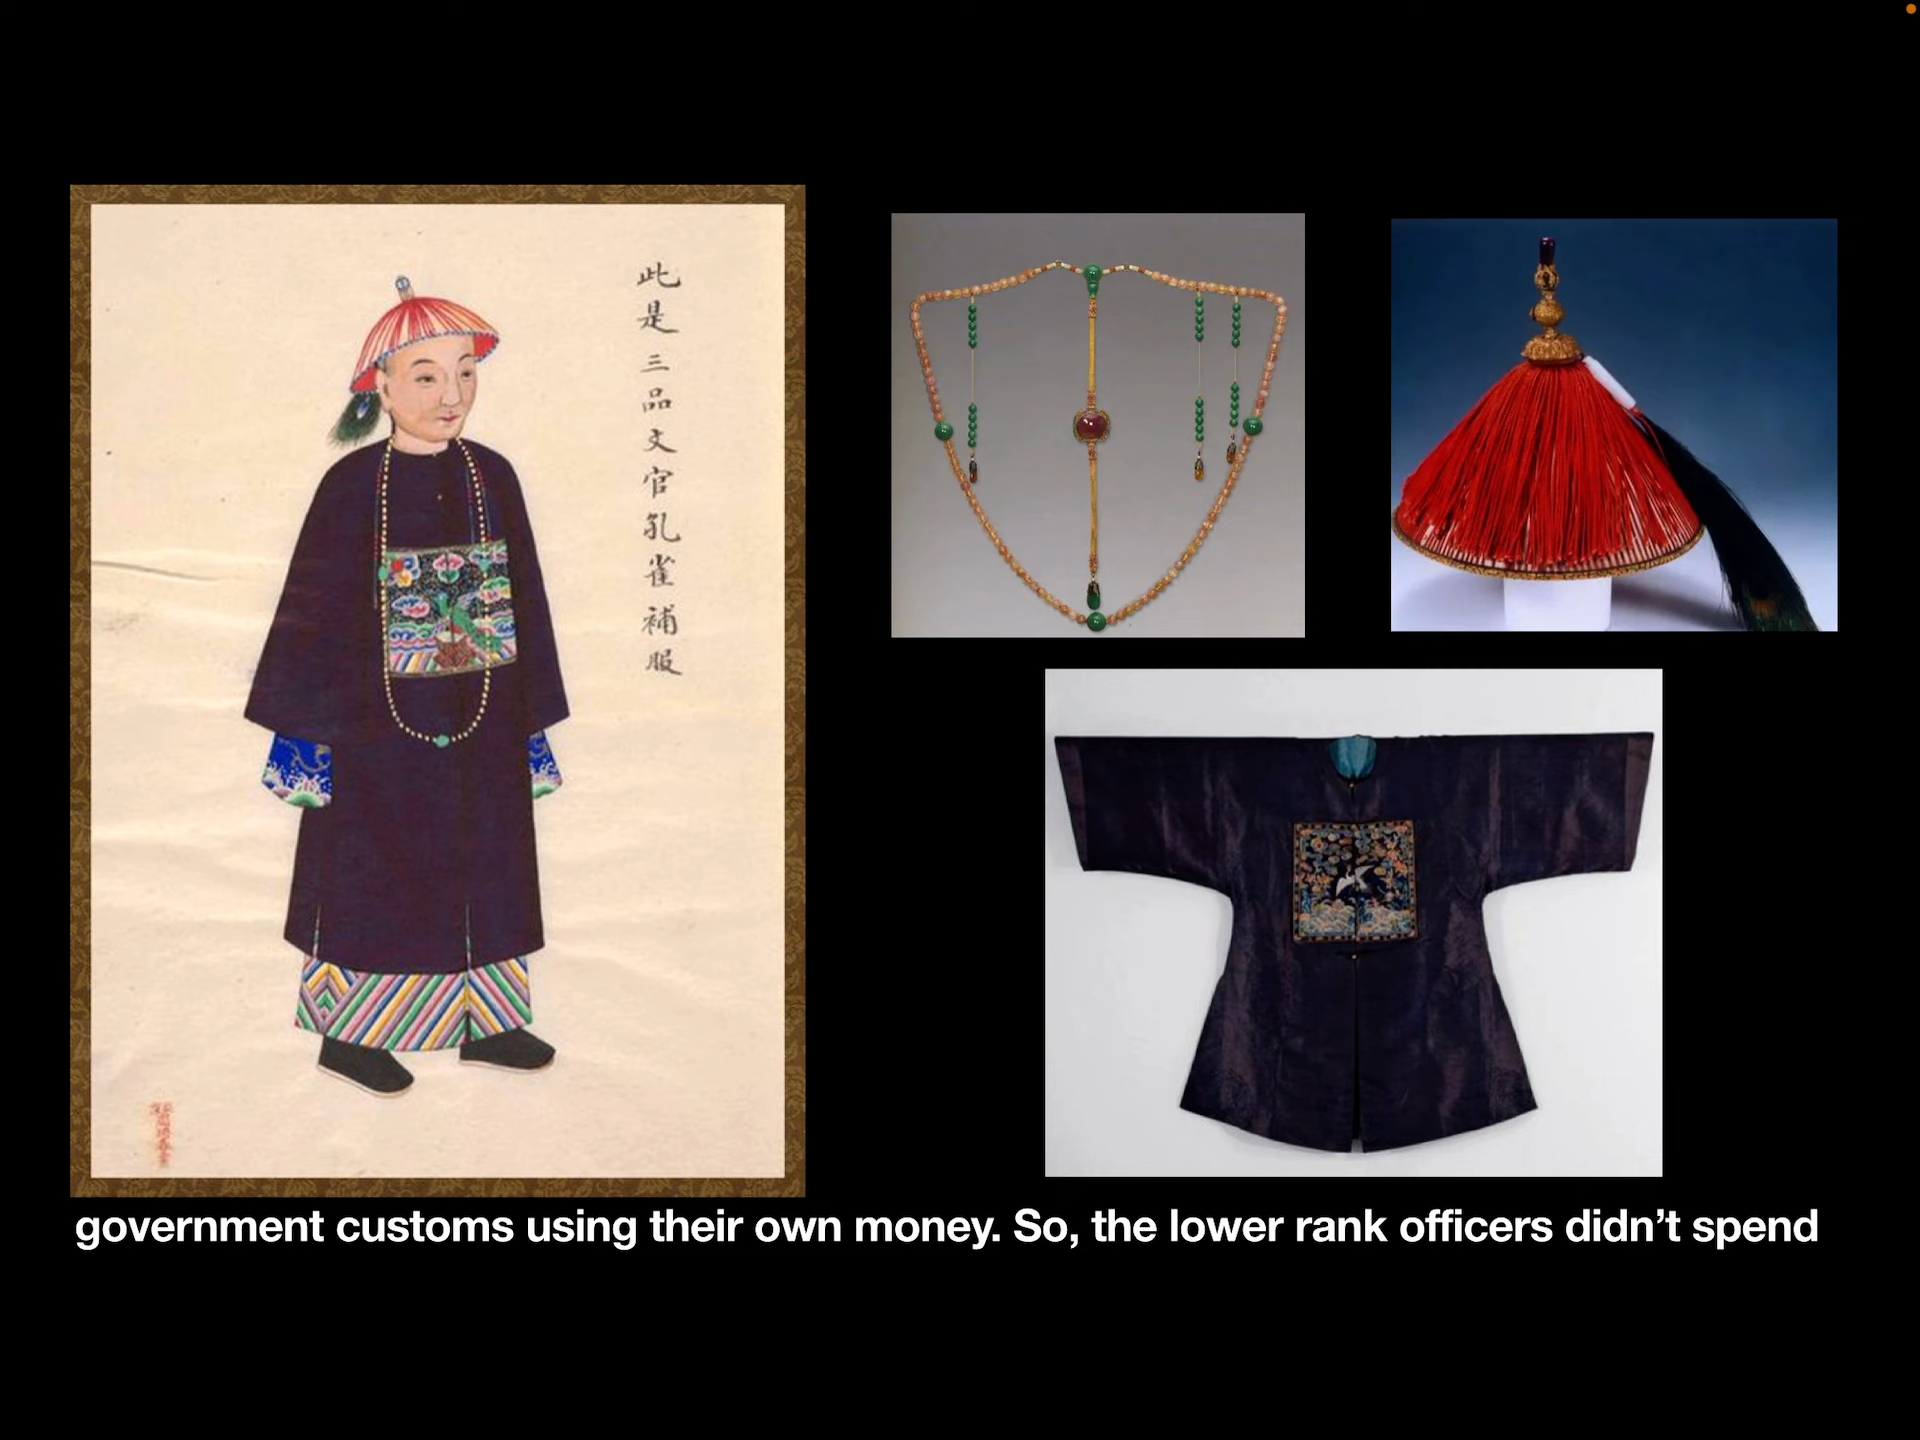 此是三品文官孔雀補服
government customs using their own money. So, the lower rank officers didn’t spend